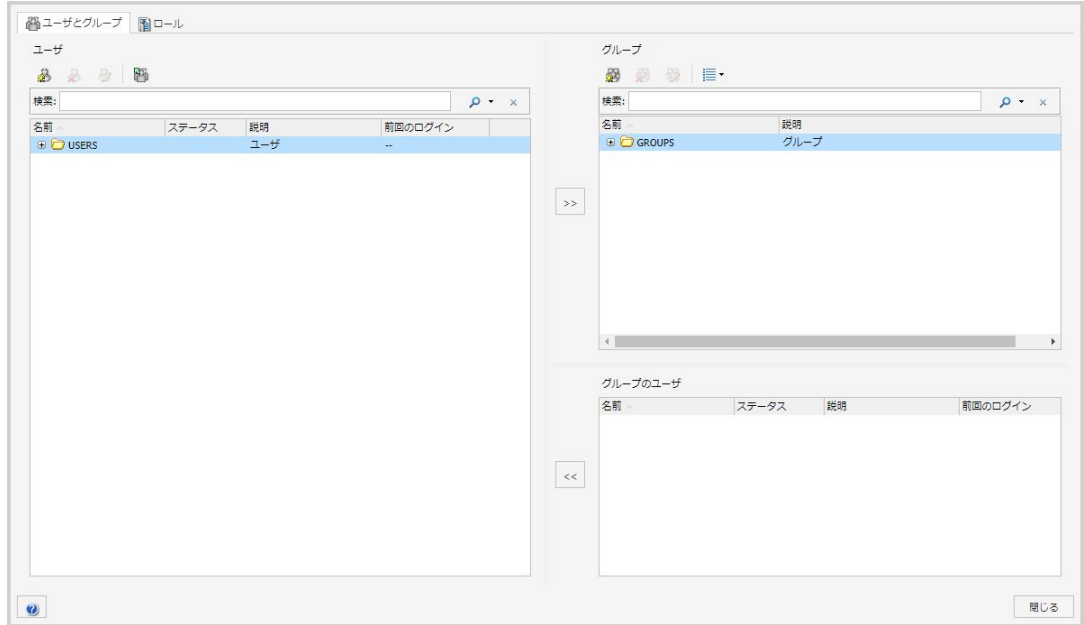 ユーザとグループ ロール
ユーザ
検索:
名前 ステータス 説明 前回のログイン
USERS ユーザ --
>>
<<
グループ
検索:
名前 説明
GROUPS グループ
グループのユーザ
名前 ステータス 説明 前回のログイン
閉じる